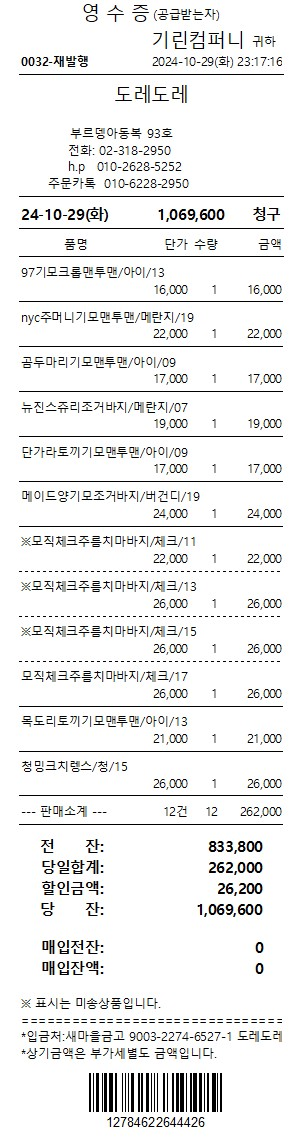 영 수 증 (공급받는자)
기린컴퍼니 귀하
0032-재발행 2024-10-29(화) 23:17:16
도레도레
부르뎅아동복 93호
전화: 02-318-2950
h.p 010-2628-5252
주문카톡 010-6228-2950
24-10-29(화) 1,069,600 청구
품명 단가 수량 금액
97기모크롭맨투맨/아이/13
16,000 1 16,000
nyc주머니기모맨투맨/메란지/19
22,000 1 22,000
곰두마리기모맨투맨/아이/09
17,000 1 17,000
뉴진스쥬리조거바지/메란지/07
19,000 1 19,000
단가라토끼기모맨투맨/아이/09
17,000 1 17,000
메이드양기모조거바지/버건디/19
24,000 1 24,000
※모직체크주름치마바지/체크/11
22,000 1 22,000
※모직체크주름치마바지/체크/13
26,000 1 26,000
※모직체크주름치마바지/체크/15
26,000 1 26,000
모직체크주름치마바지/체크/17
26,000 1 26,000
목도리토끼기모맨투맨/아이/13
21,000 1 21,000
청밍크치렝스/청/15
26,000 1 26,000
--- 판매소계 --- 12건 12 262,000
전 잔: 833,800
당일합계: 262,000
할인금액: 26,200
당 잔: 1,069,600
매입전잔: 0
매입잔액: 0
※ 표시는 미송상품입니다.
==============================
*입금처:새마을금고 9003-2274-6527-1 도레도레
*상기금액은 부가세별도 금액입니다.
12784622644426